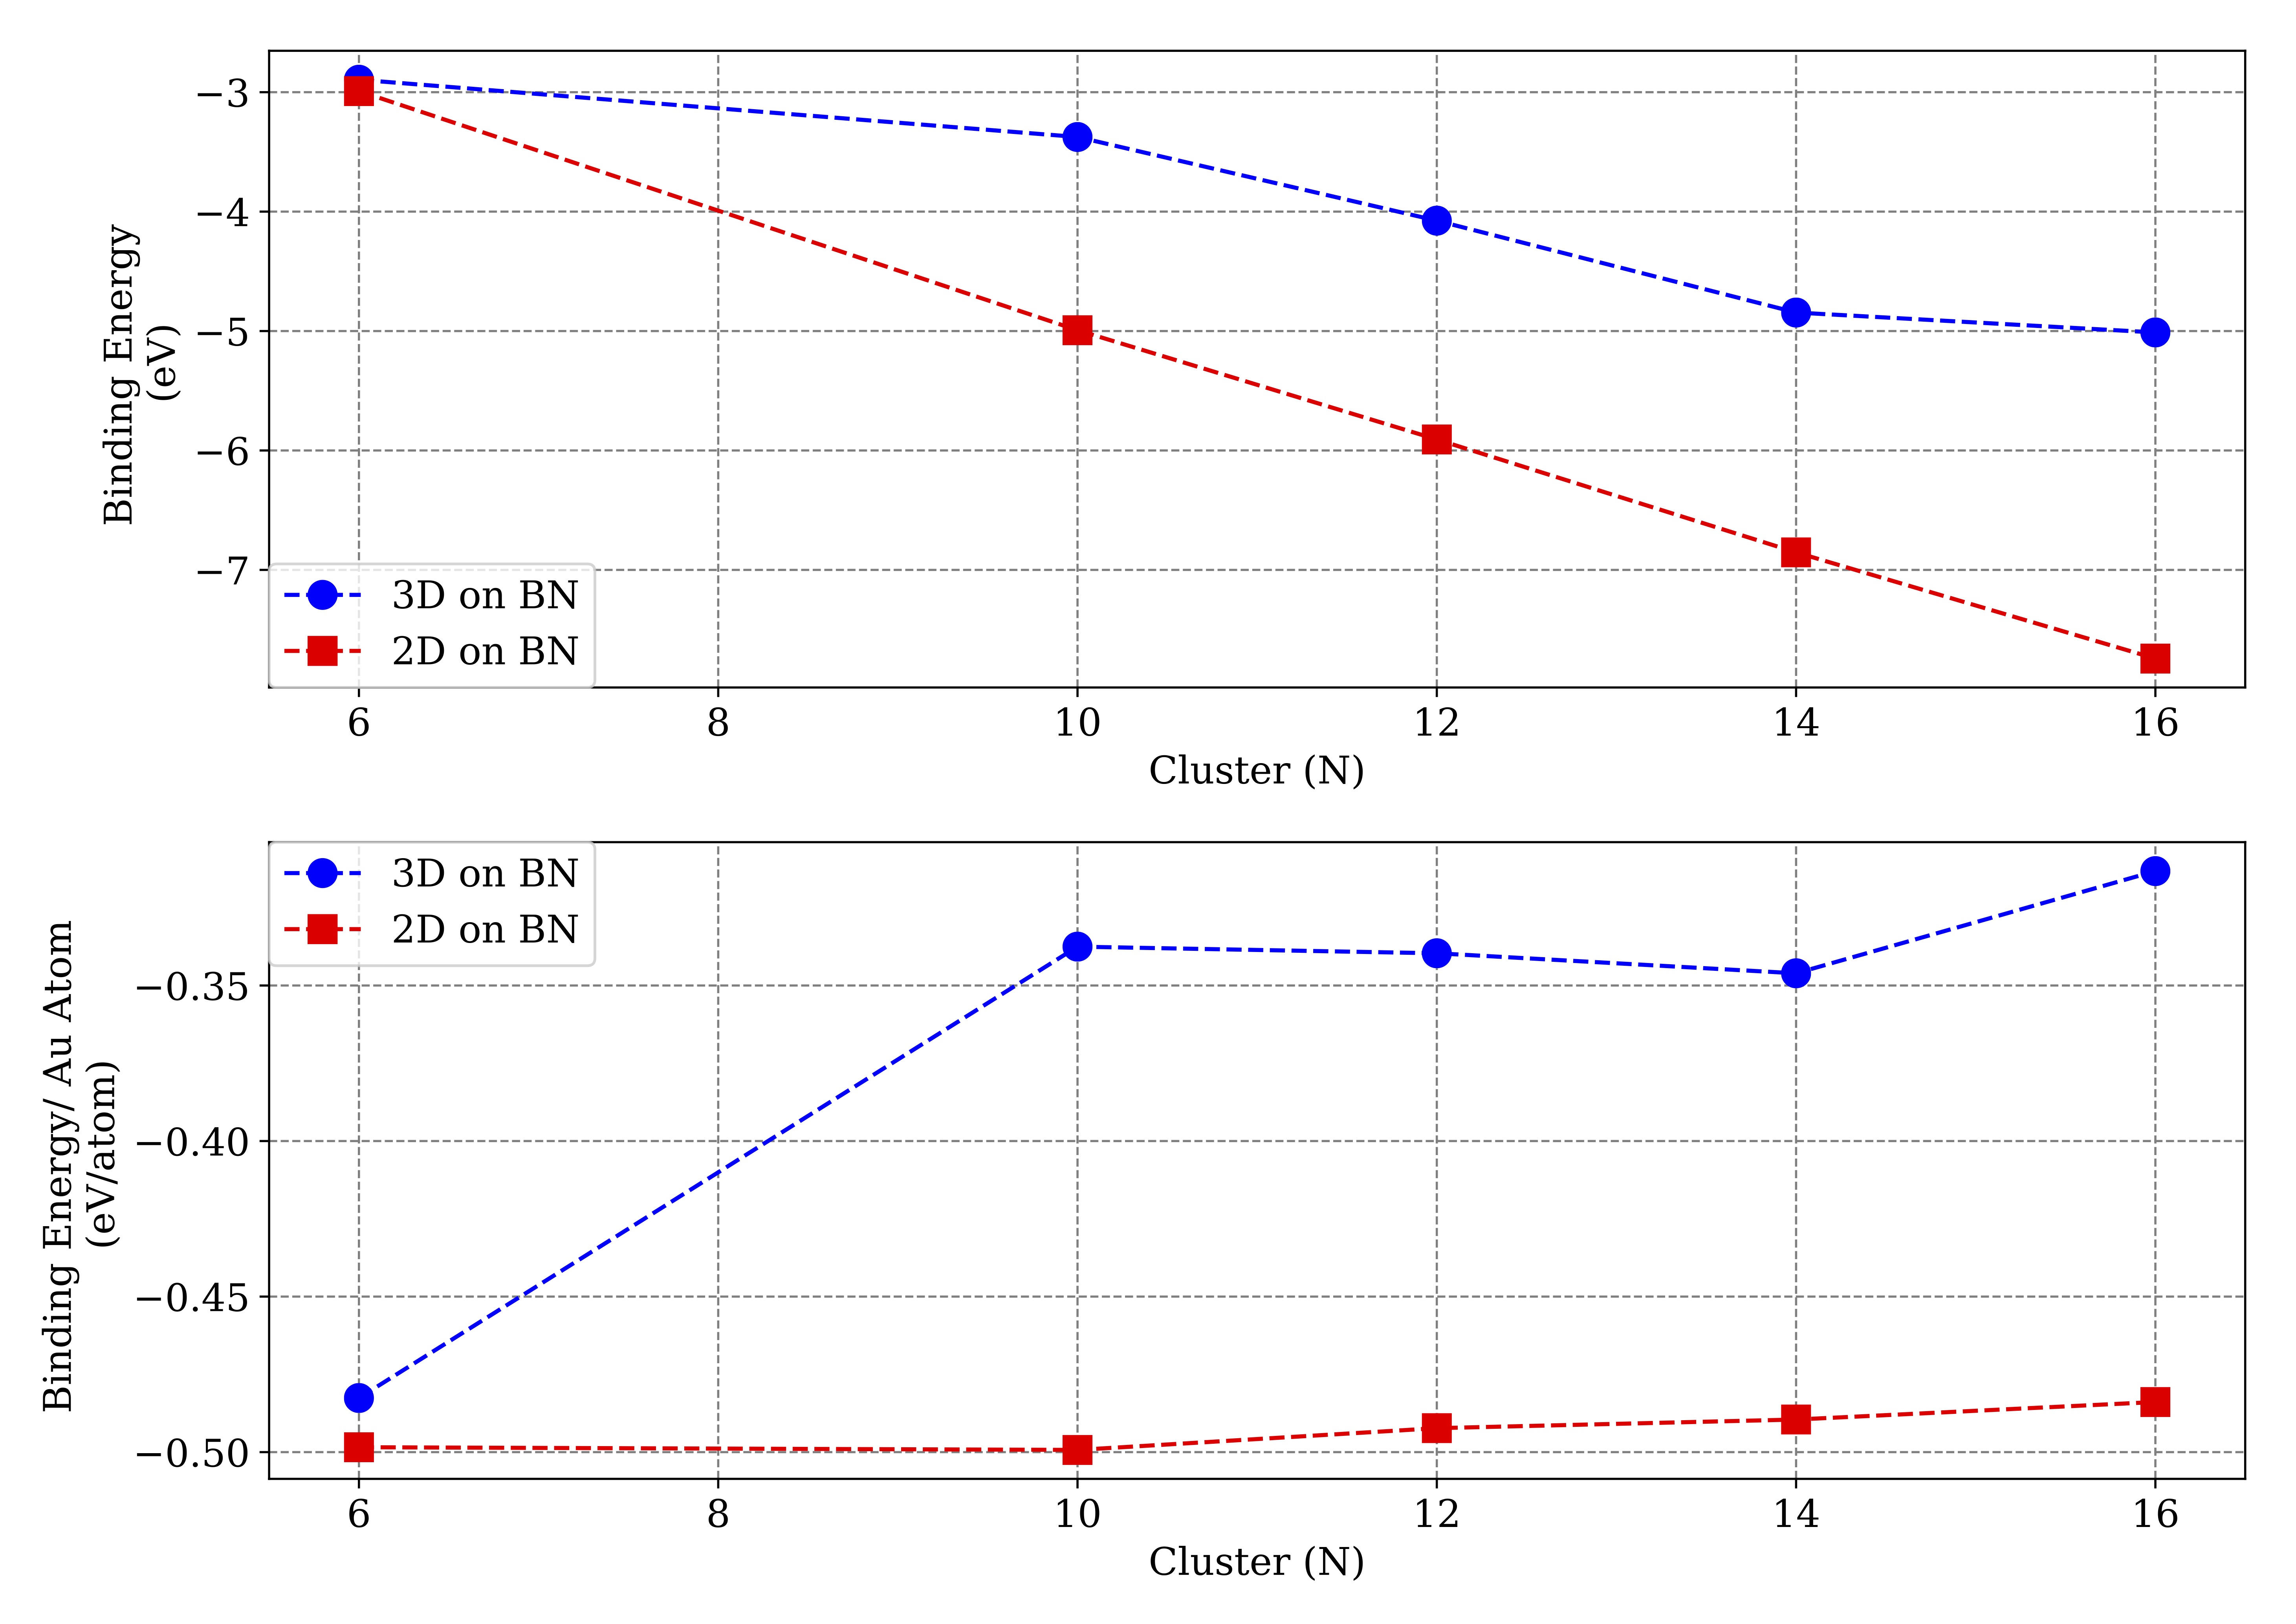 Binding Energy
(eV)
−3
−4
−5
−6
−7
3D on BN
2D on BN
6 8 10 12 14 16
Cluster (N)
Binding Energy/ Au Atom
(eV/atom)
3D on BN
2D on BN
−0.35
−0.40
−0.45
−0.50
6 8 10 12 14 16
Cluster (N)